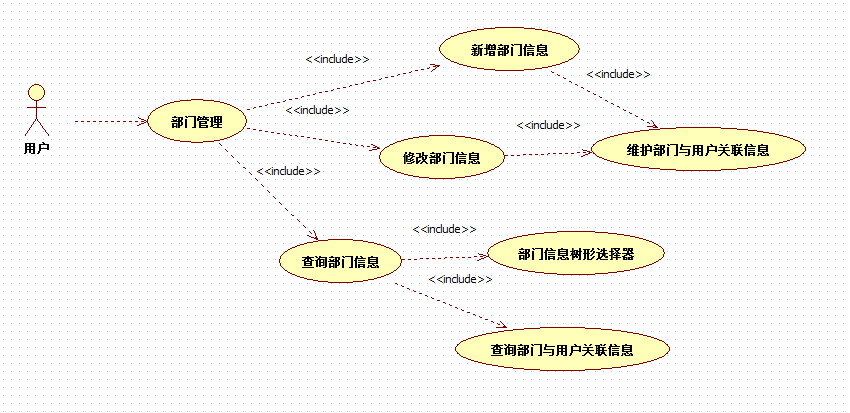 新增部门信息
<<include>>
<<include>>
用户
部门管理
<<include>>
<<include>>
修改部门信息
维护部门与用户关联信息
<<include>>
<<include>>
查询部门信息
部门信息树形选择器
<<include>>
查询部门与用户关联信息